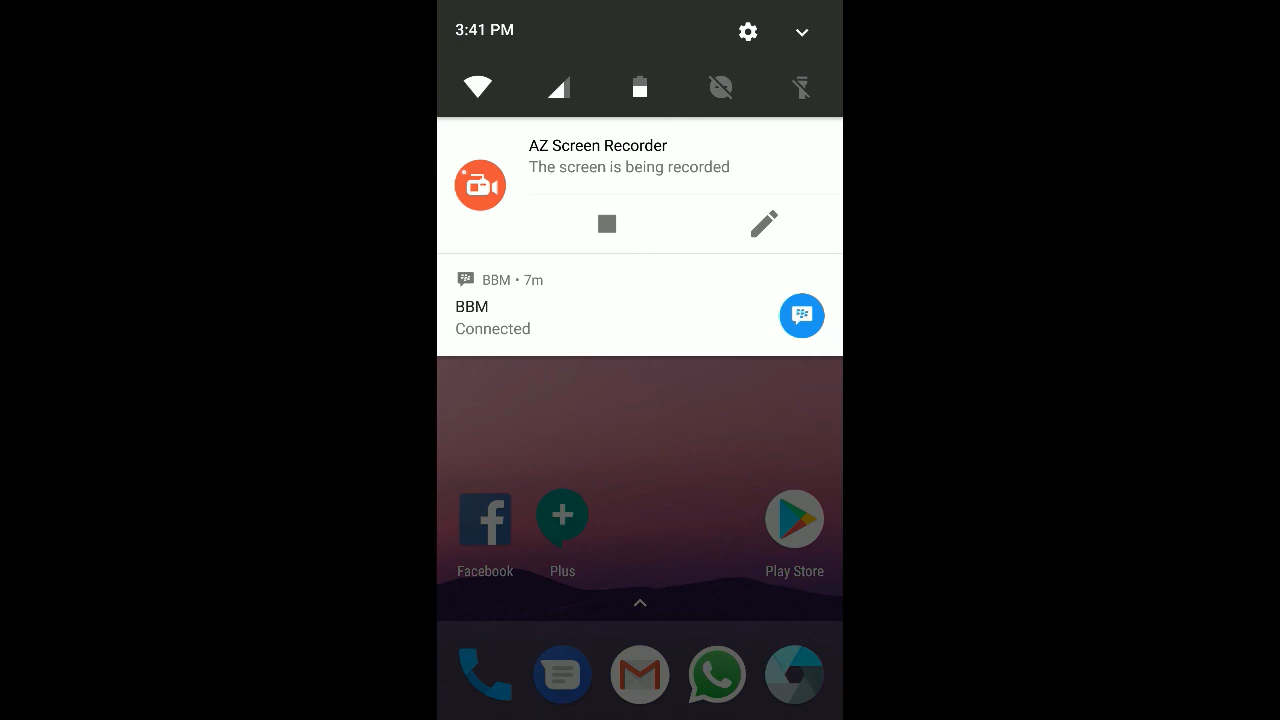 3:41 PM
AZ Screen Recorder
The screen is being recorded
BBM • 7m
BBM
Connected
Facebook
Plus
Play Store